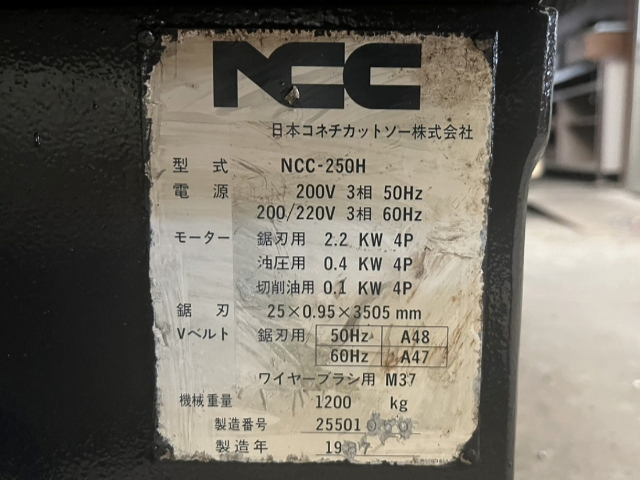 NCC
日本コネチカットソー株式会社
型式 NCC-250H
電源 200V 3相 50Hz
200/220V 3相 60Hz
モーター 鋸刃用 2.2 KW 4P
油圧用 0.4 KW 4P
切削油用 0.1 KW 4P
鋸刃 25×0.95×3505 mm
Vベルト 鋸刃用 50Hz A48
60Hz A47
ワイヤーブラシ用 M37
機械重量 1200 kg
製造番号
製造年